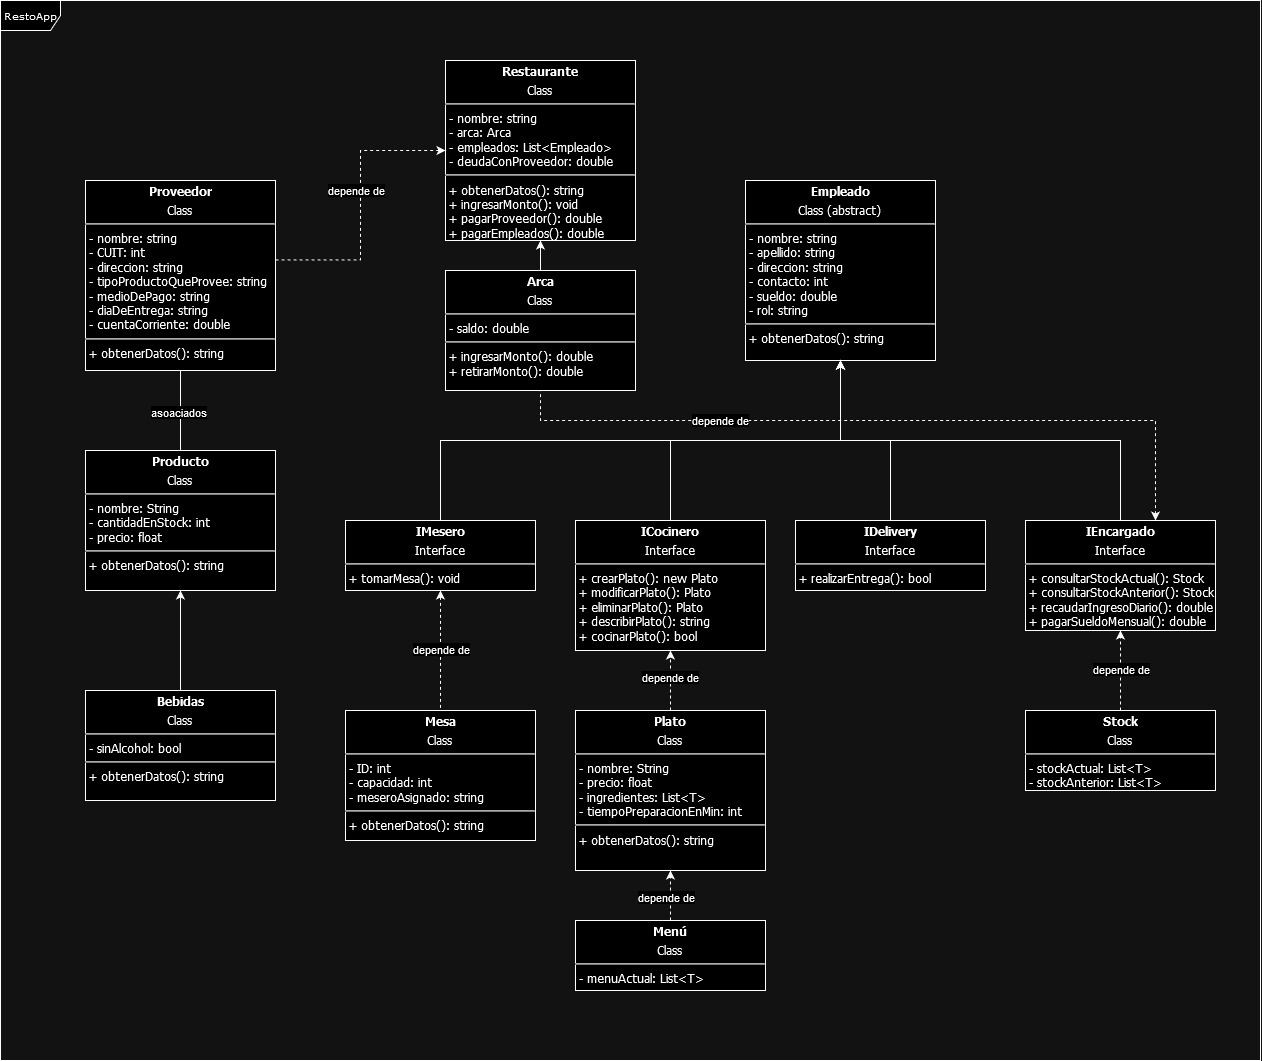 RestoApp
Restaurante
Class
- nombre: string
- arca: Arca
- empleados: List<Empleado>
- deudaConProveedor: double
+ obtenerDatos(): string
+ ingresarMonto(): void
+ pagarProveedor(): double
+ pagarEmpleados(): double
depende de
Proveedor
Class
- nombre: string
- CUIT: int
- direccion: string
- tipoProductoQueProvee: string
- medioDePago: string
- diaDeEntrega: string
- cuentaCorriente: double
+ obtenerDatos(): string
Empleado
Class (abstract)
- nombre: string
- apellido: string
- direccion: string
- contacto: int
- sueldo: double
- rol: string
+ obtenerDatos(): string
Arca
Class
- saldo: double
+ ingresarMonto(): double
+ retirarMonto(): double
asoaciados
depende de
Producto
Class
- nombre: String
- cantidadEnStock: int
- precio: float
+ obtenerDatos(): string
IMesero
Interface
+ tomarMesa(): void
ICocinero
Interface
+ crearPlato(): new Plato
+ modificarPlato(): Plato
+ eliminarPlato(): Plato
+ describirPlato(): string
+ cocinarPlato(): bool
IDelivery
Interface
+ realizarEntrega(): bool
IEncargado
Interface
+ consultarStockActual(): Stock
+ consultarStockAnterior(): Stock
+ recaudarIngresoDiario(): double
+ pagarSueldoMensual(): double
depende de
depende de
depende de
Bebidas
Class
- sinAlcohol: bool
+ obtenerDatos(): string
Mesa
Class
- ID: int
- capacidad: int
- meseroAsignado: string
+ obtenerDatos(): string
Plato
Class
- nombre: String
- precio: float
- ingredientes: List<T>
- tiempoPreparacionEnMin: int
+ obtenerDatos(): string
Stock
Class
- stockActual: List<T>
- stockAnterior: List<T>
depende de
Menú
Class
- menuActual: List<T>